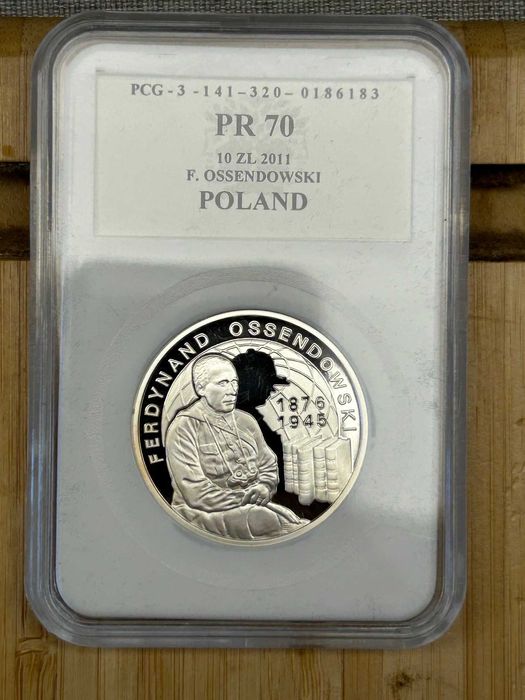 PCG - 3 - 141 - 320 - 0186183
PR 70
10 ZL 2011
F. OSSENDOWSKI
POLAND
FERDYNAND OSSENDOWSKI
1876
1945